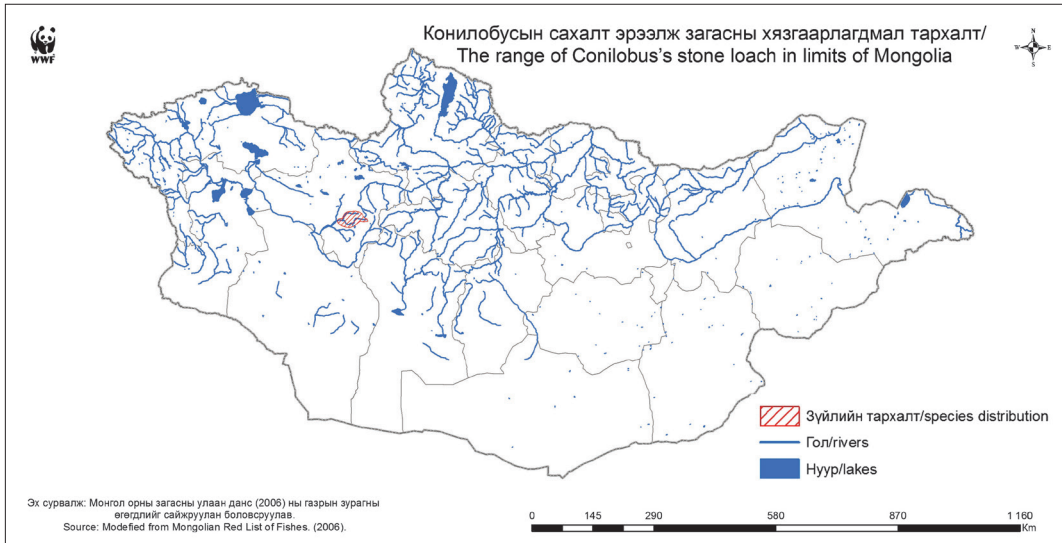 WWF
Конилобусын сахалт эрээлж загасны хязгаарлагдмал тархалт/
The range of Conilobus's stone loach in limits of Mongolia
N
W E
S
Зүйлийн тархалт/species distribution
Гол/rivers
Нуур/lakes
Эх сурвалж: Монгол орны загасны улаан данс (2006) ны газрын зурагны
өгөгдлийг сайжруулан боловсруулав.
Source: Modefied from Mongolian Red List of Fishes. (2006).
0 145 290 580 870 1 160
Km